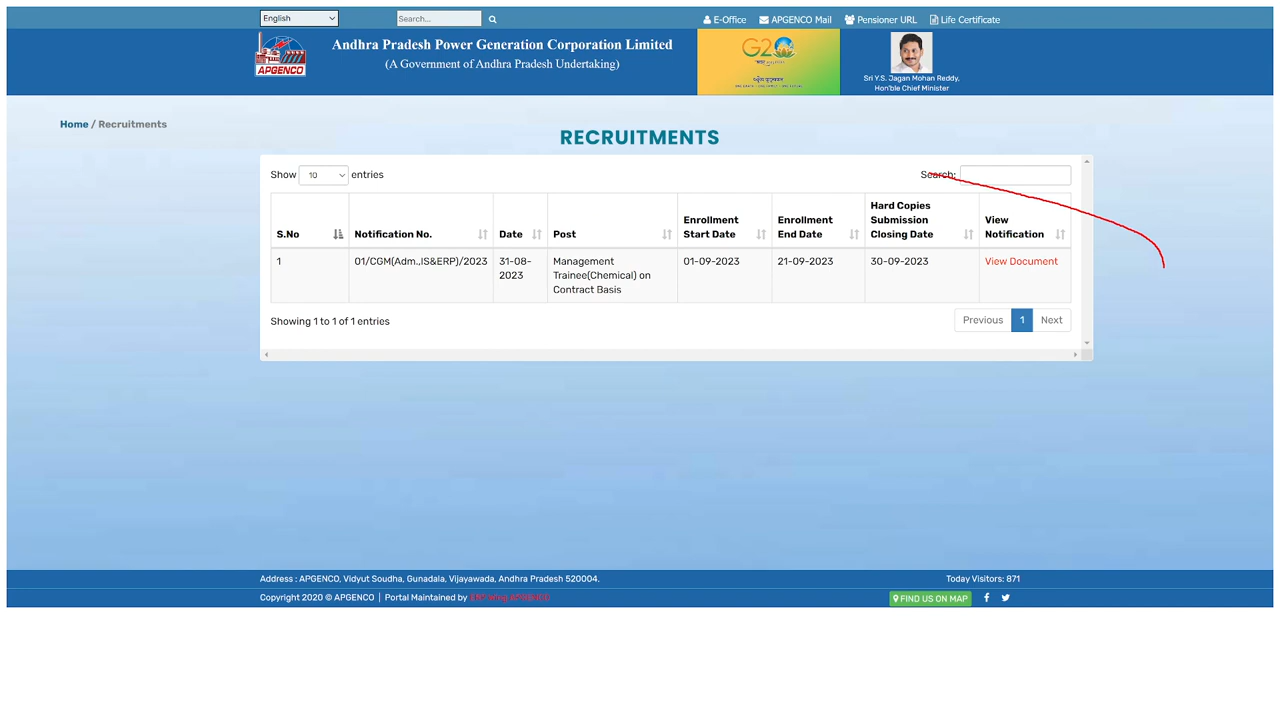 English
Search...
E-Office
APGENCO Mail
Pensioner URL
Life Certificate
APGENCO
Andhra Pradesh Power Generation Corporation Limited
(A Government of Andhra Pradesh Undertaking)
G20
Sri Y.S. Jagan Mohan Reddy,
Hon'ble Chief Minister
Home / Recruitments
RECRUITMENTS
Show 10 entries
Search:
S.No
Notification No.
Date
Post
Enrollment
Start Date
Enrollment
End Date
Hard Copies
Submission
Closing Date
View
Notification
1
01/CGM(Adm.,IS&ERP)/2023
31-08-
2023
Management
Trainee(Chemical) on
Contract Basis
01-09-2023
21-09-2023
30-09-2023
View Document
Showing 1 to 1 of 1 entries
Previous 1 Next
Address : APGENCO, Vidyut Soudha, Gunadala, Vijayawada, Andhra Pradesh 520004.
Today Visitors: 871
Copyright 2020 © APGENCO | Portal Maintained by
FIND US ON MAP